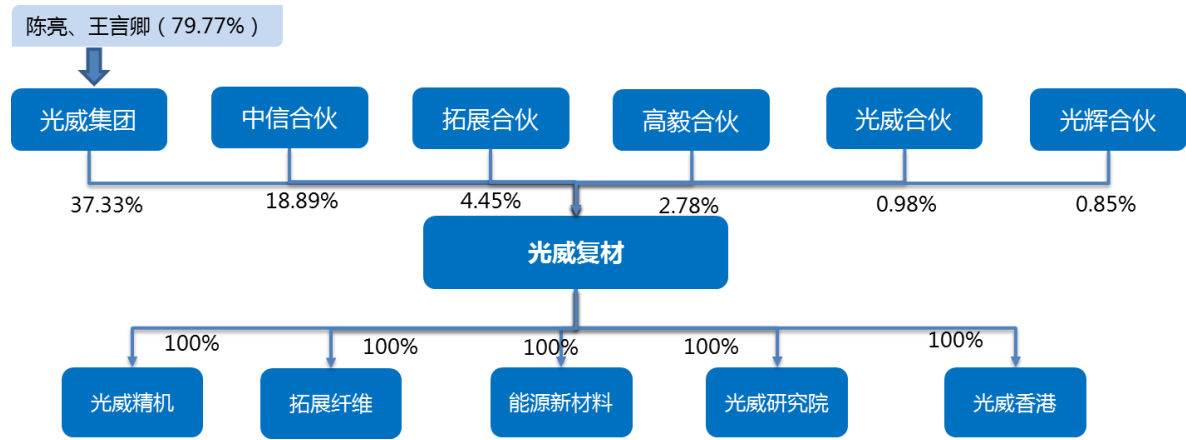 陈亮、王言卿（79.77%）
光威集团
中信合伙
拓展合伙
高毅合伙
光威合伙
光辉合伙
37.33%
18.89%
4.45%
2.78%
0.98%
0.85%
光威复材
100%
100%
100%
100%
100%
光威精机
拓展纤维
能源新材料
光威研究院
光威香港